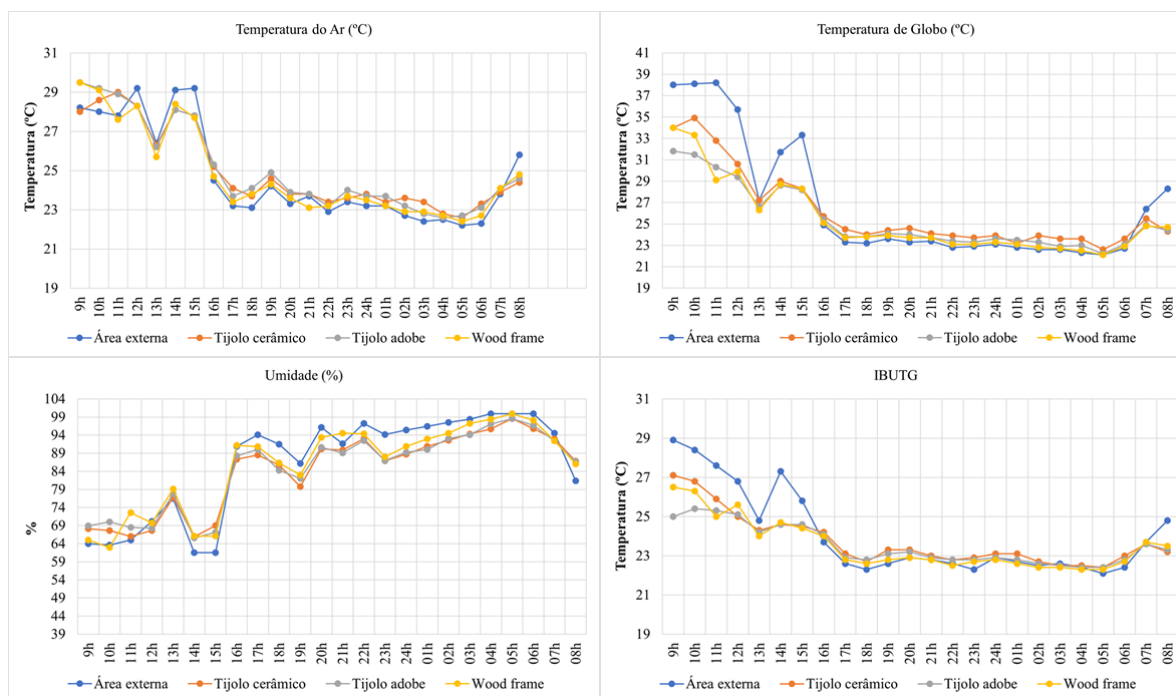 Temperatura do Ar (ºC)
31
29
27
25
23
21
19
Temperatura (ºC)
9h 10h 11h 12h 13h 14h 15h 16h 17h 18h 19h 20h 21h 22h 23h 24h 01h 02h 03h 04h 05h 06h 07h 08h
Área externa Tijolo cerâmico Tijolo adobe Wood frame
Temperatura de Globo (ºC)
41
39
37
35
33
31
29
27
25
23
21
19
Temperatura (ºC)
9h 10h 11h 12h 13h 14h 15h 16h 17h 18h 19h 20h 21h 22h 23h 24h 01h 02h 03h 04h 05h 06h 07h 08h
Área externa Tijolo cerâmico Tijolo adobe Wood frame
Umidade (%)
104
99
94
89
84
79
74
69
64
59
54
49
44
39
%
9h 10h 11h 12h 13h 14h 15h 16h 17h 18h 19h 20h 21h 22h 23h 24h 01h 02h 03h 04h 05h 06h 07h 08h
Área externa Tijolo cerâmico Tijolo adobe Wood frame
IBUTG
31
29
27
25
23
21
19
Temperatura (ºC)
9h 10h 11h 12h 13h 14h 15h 16h 17h 18h 19h 20h 21h 22h 23h 24h 01h 02h 03h 04h 05h 06h 07h 08h
Área externa Tijolo cerâmico Tijolo adobe Wood frame